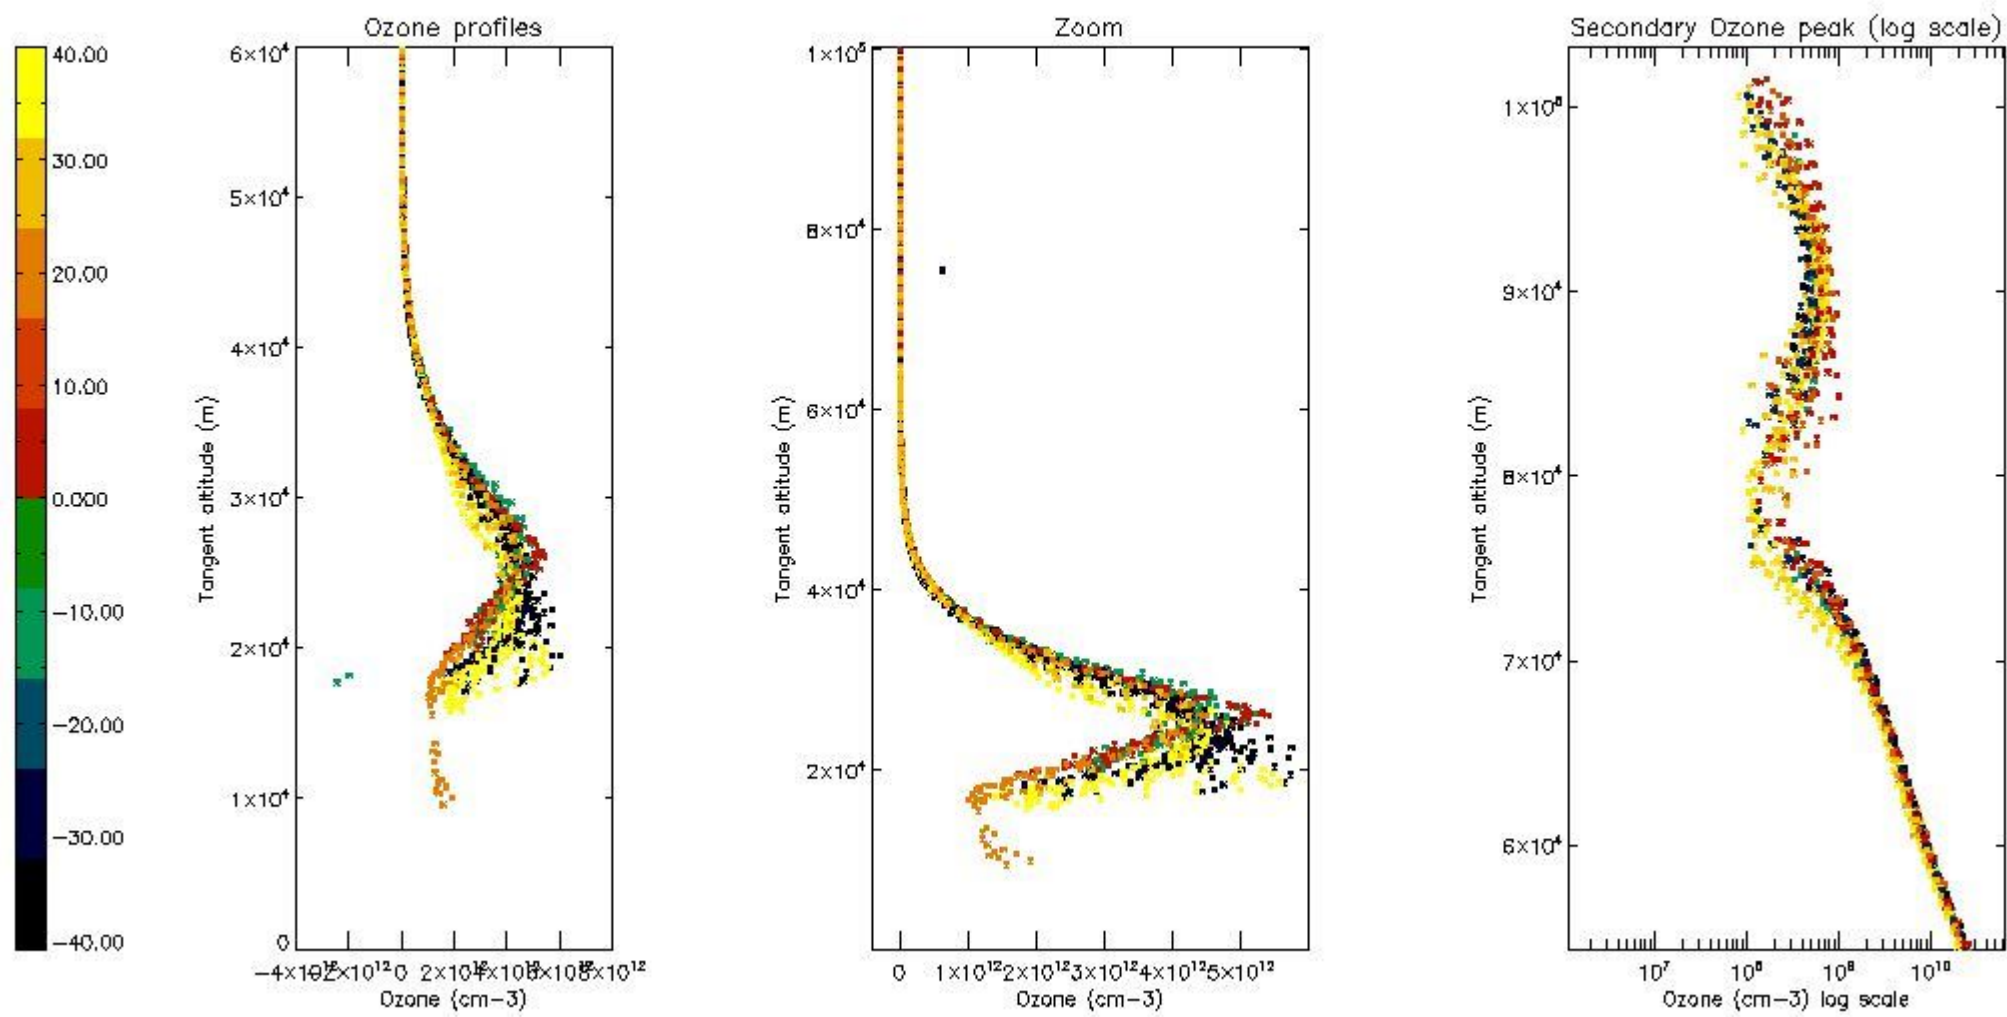 Ozone profiles
Zoom
Secondary Ozone peak (log scale)
40.00
30.00
20.00
10.00
0.000
−10.00
−20.00
−30.00
−40.00
6×10⁴
5×10⁴
4×10⁴
3×10⁴
2×10⁴
1×10⁴
0
Tangent altitude (m)
0
Ozone (cm−3)
1×10⁵
8×10⁴
6×10⁴
4×10⁴
2×10⁴
Tangent altitude (m)
0 1×10¹² 2×10¹² 3×10¹² 4×10¹² 5×10¹²
Ozone (cm−3)
9×10⁴
8×10⁴
7×10⁴
6×10⁴
Tangent altitude (m)
10⁷ 10⁹ 10¹⁰
Ozone (cm−3) log scale